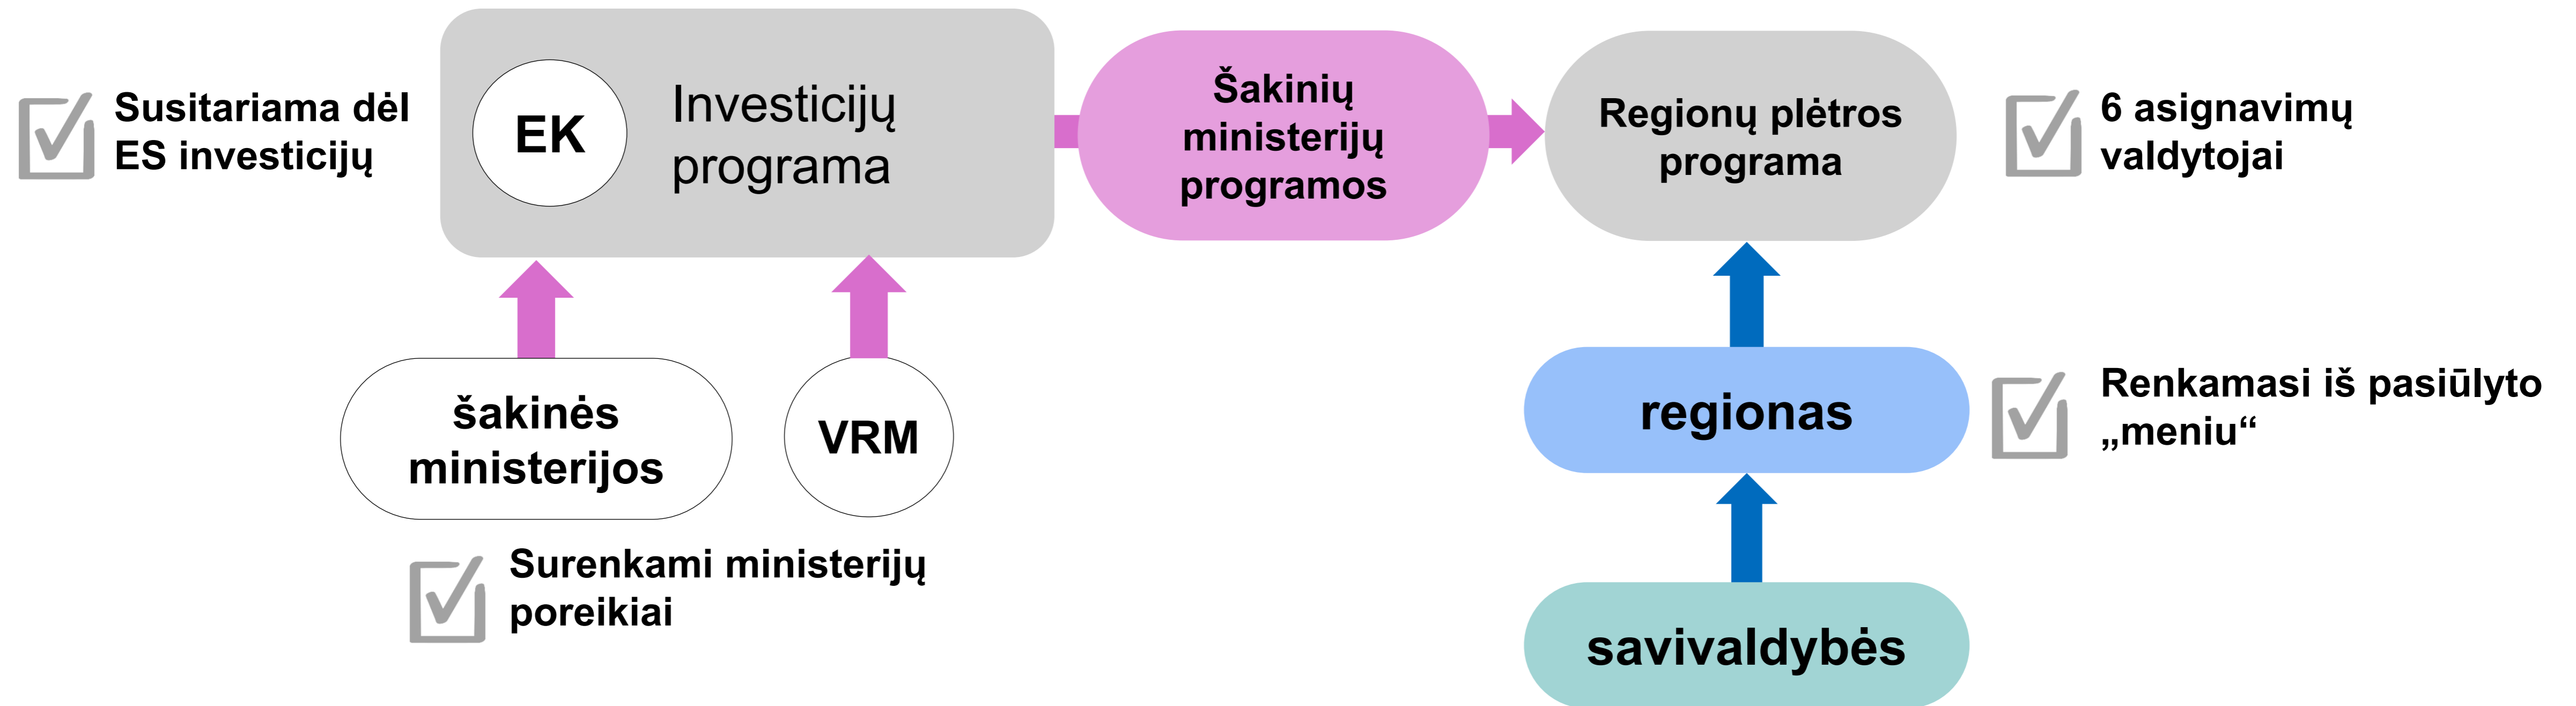 Susitariama dėl
ES investicijų
EK
Investicijų
programa
Šakinių
ministerijų
programos
Regionų plėtros
programa
6 asignavimų
valdytojai
šakinės
ministerijos
VRM
Surenkami ministerijų
poreikiai
regionas
Renkamasi iš pasiūlyto
„meniu“
savivaldybės